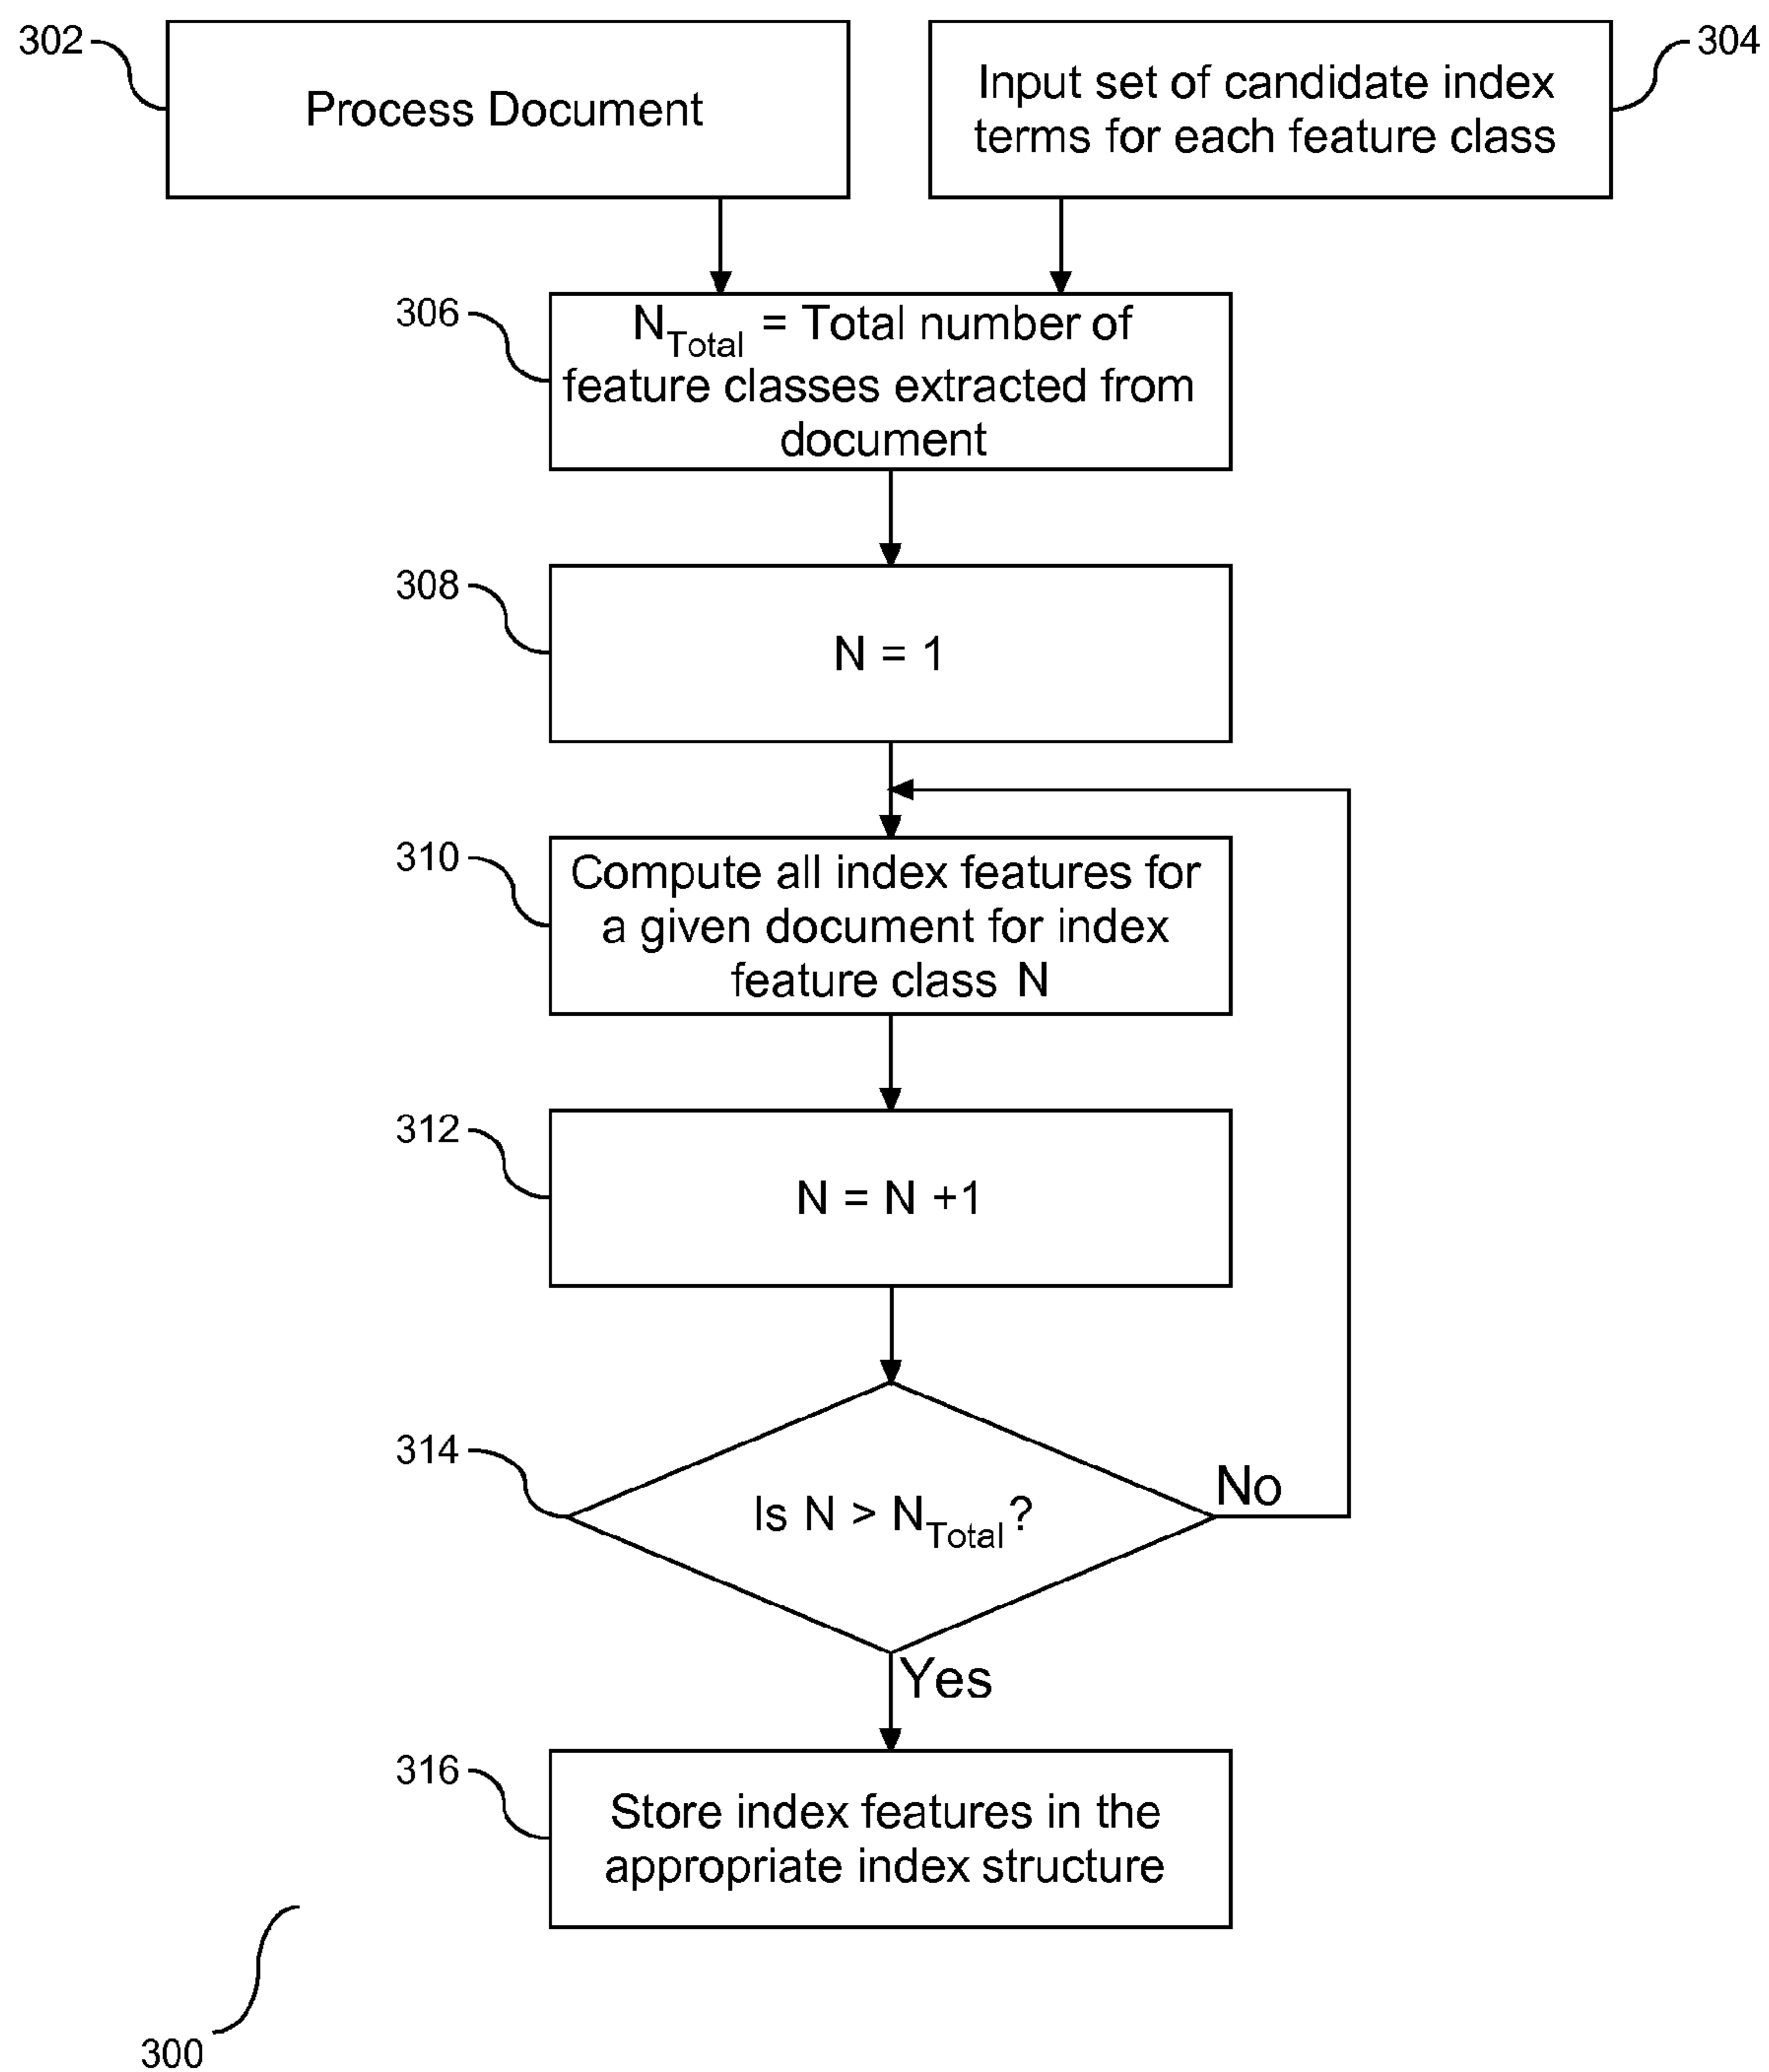 302
Process Document
304
Input set of candidate index
terms for each feature class
306
N_Total = Total number of
feature classes extracted from
document
308
N = 1
310
Compute all index features for
a given document for index
feature class N
312
N = N +1
314
Is N > N_Total ?
No
Yes
316
Store index features in the
appropriate index structure
300